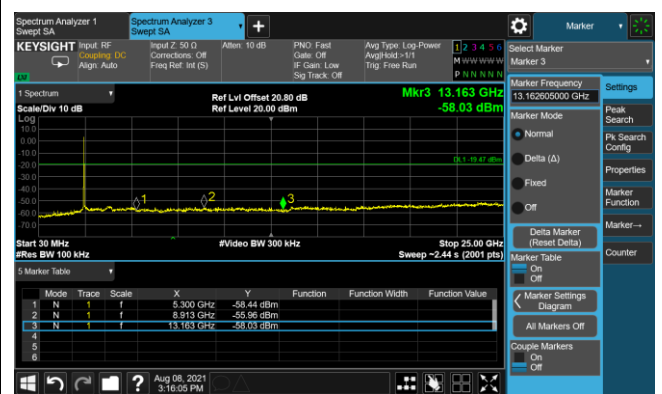 Spectrum Analyzer 1
Swept SA
Spectrum Analyzer 3
Swept SA
Marker
KEYSIGHT
Input: RF
Coupling: DC
Align: Auto
Input Z: 50 Ω
Corrections: Off
Freq Ref: Int (S)
Atten: 10 dB
PNO: Fast
Gate: Off
IF Gain: Low
Sig Track: Off
Avg Type: Log-Power
Avg|Hold:>1/1
Trig: Free Run
1 2 3 4 5 6
M W W W W W
P N N N N N
LXI
Select Marker
Marker 3
Marker Frequency
13.162605000 GHz
Marker Mode
Normal
Delta (Δ)
Fixed
Off
Delta Marker
(Reset Delta)
Marker Table
On
Off
Marker Settings
Diagram
All Markers Off
Couple Markers
On
Off
Settings
Peak
Search
Pk Search
Config
Properties
Marker
Function
Marker→
Counter
1 Spectrum
Scale/Div 10 dB
Log
Ref Lvl Offset 20.80 dB
Ref Level 20.00 dBm
Mkr3 13.163 GHz
-58.03 dBm
10.0
0.00
-10.0
-20.0
-30.0
-40.0
-50.0
-60.0
-70.0
DL1 -19.47 dBm
1
2
3
Start 30 MHz
#Res BW 100 kHz
#Video BW 300 kHz
Stop 25.00 GHz
Sweep ~2.44 s (2001 pts)
5 Marker Table
Mode Trace Scale X Y Function Function Width Function Value
1 N 1 f 5.300 GHz -58.44 dBm
2 N 1 f 8.913 GHz -55.96 dBm
3 N 1 f 13.163 GHz -58.03 dBm
4
5
6
Aug 08, 2021
3:16:05 PM